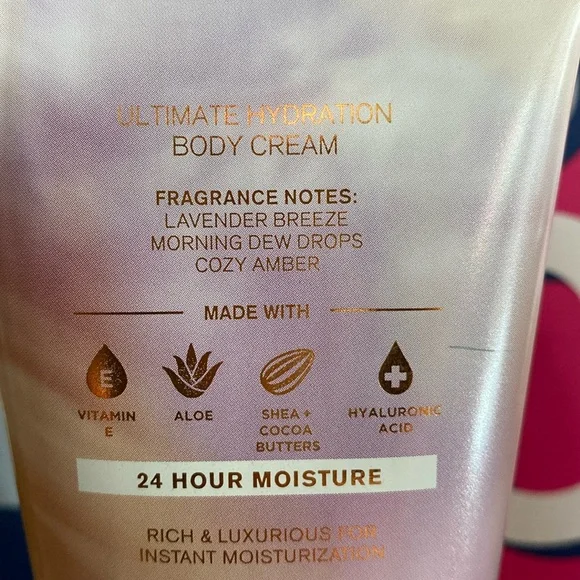 ULTIMATE HYDRATION
BODY CREAM
FRAGRANCE NOTES:
LAVENDER BREEZE
MORNING DEW DROPS
COZY AMBER
MADE WITH
E
VITAMIN
E
ALOE
SHEA +
COCOA
BUTTERS
HYALURONIC
ACID
24 HOUR MOISTURE
RICH & LUXURIOUS FOR
INSTANT MOISTURIZATION